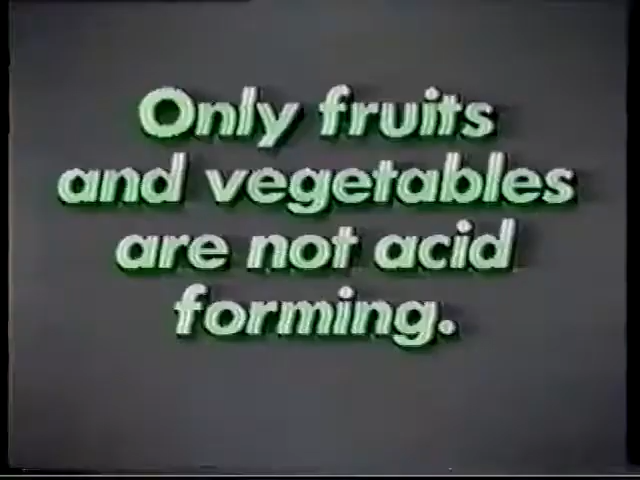 Only fruits
and vegetables
are not acid
forming.